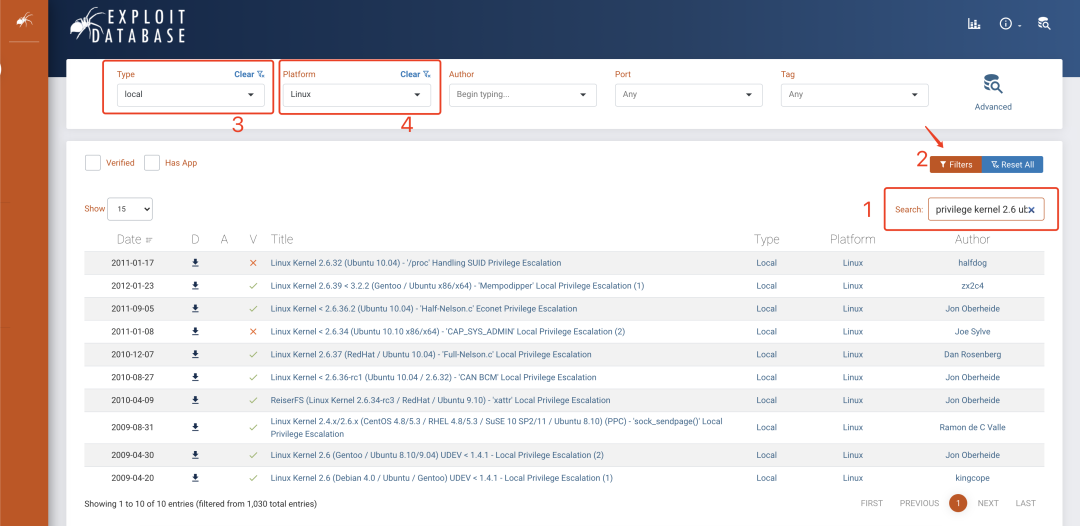 EXPLOIT
DATABASE
Type Clear
Platform Clear
Author
Port
Tag
local
Linux
Begin typing...
Any
Any
Advanced
3
4
Verified
Has App
2
Filters
Reset All
Show 15
1
Search: privilege kernel 2.6 ub
Date D A V Title Type Platform Author
2011-01-17 Linux Kernel 2.6.32 (Ubuntu 10.04) - '/proc' Handling SUID Privilege Escalation Local Linux halfdog
2012-01-23 Linux Kernel 2.6.39 < 3.2.2 (Gentoo / Ubuntu x86/x64) - 'Mempodipper' Local Privilege Escalation (1) Local Linux zx2c4
2011-09-05 Linux Kernel < 2.6.36.2 (Ubuntu 10.04) - 'Half-Nelson.c' Econet Privilege Escalation Local Linux Jon Oberheide
2011-01-08 Linux Kernel < 2.6.34 (Ubuntu 10.10 x86/x64) - 'CAP_SYS_ADMIN' Local Privilege Escalation (2) Local Linux Joe Sylve
2010-12-07 Linux Kernel 2.6.37 (RedHat / Ubuntu 10.04) - 'Full-Nelson.c' Local Privilege Escalation Local Linux Dan Rosenberg
2010-08-27 Linux Kernel < 2.6.36-rc1 (Ubuntu 10.04 / 2.6.32) - 'CAN BCM' Local Privilege Escalation Local Linux Jon Oberheide
2010-04-09 ReiserFS (Linux Kernel 2.6.34-rc3 / RedHat / Ubuntu 9.10) - 'xattr' Local Privilege Escalation Local Linux Jon Oberheide
2009-08-31 Linux Kernel 2.4.x/2.6.x (CentOS 4.8/5.3 / RHEL 4.8/5.3 / SuSE 10 SP2/11 / Ubuntu 8.10) (PPC) - 'sock_sendpage()' Local Local Linux Ramon de C Valle
Privilege Escalation
2009-04-30 Linux Kernel 2.6 (Gentoo / Ubuntu 8.10/9.04) UDEV < 1.4.1 - Local Privilege Escalation (2) Local Linux Jon Oberheide
2009-04-20 Linux Kernel 2.6 (Debian 4.0 / Ubuntu / Gentoo) UDEV < 1.4.1 - Local Privilege Escalation (1) Local Linux kingcope
Showing 1 to 10 of 10 entries (filtered from 1,030 total entries)
FIRST PREVIOUS 1 NEXT LAST